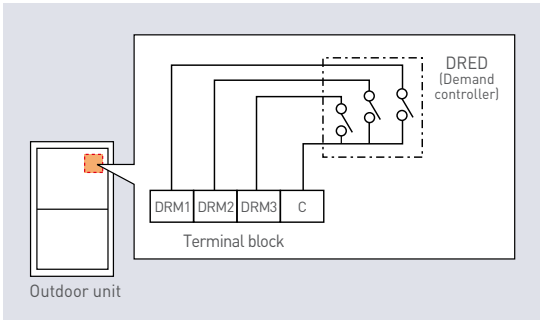 DRED
(Demand
controller)
DRM1 DRM2 DRM3 C
Terminal block
Outdoor unit